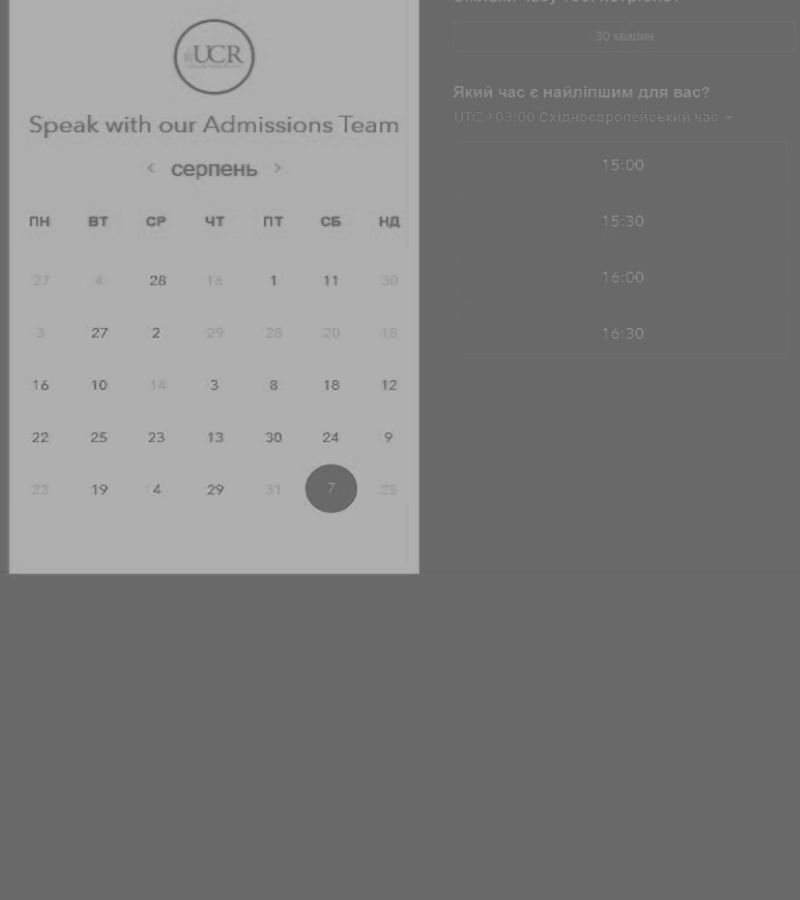 UCR
Speak with our Admissions Team
< серпень >
ПН ВТ СР ЧТ ПТ СБ НД
27 4 28 16 1 11 30
3 27 2 29 28 20 18
16 10 14 3 8 18 12
22 25 23 13 30 24 9
23 19 4 29 31 7 25
30 хвилин
Який час є найліпшим для вас?
UTC +03:00 Східноєвропейський час
15:00
15:30
16:00
16:30